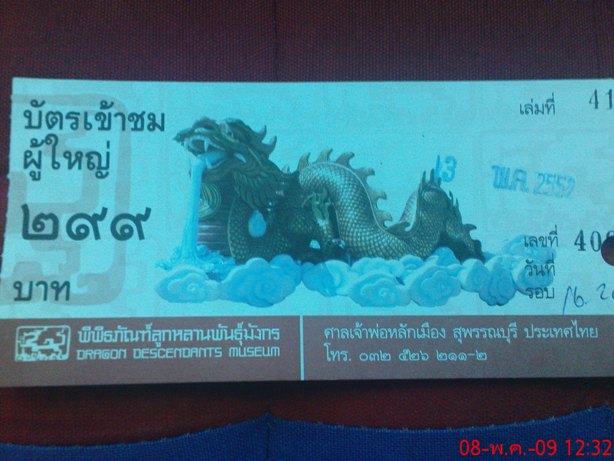 บัตรเข้าชม
ผู้ใหญ่
๒๙๙
บาท
เล่มที่ 41
13 พ.ค. 2552
เลขที่ 408
วันที่
รอบ
พิพิธภัณฑ์ลูกหลานพันธุ์มังกร
DRAGON DESCENDANTS MUSEUM
ศาลเจ้าพ่อหลักเมือง สุพรรณบุรี ประเทศไทย
โทร. ๐๓๒ ๕๒๖ ๒๑๑-๒
08-พ.ค.-09 12:32